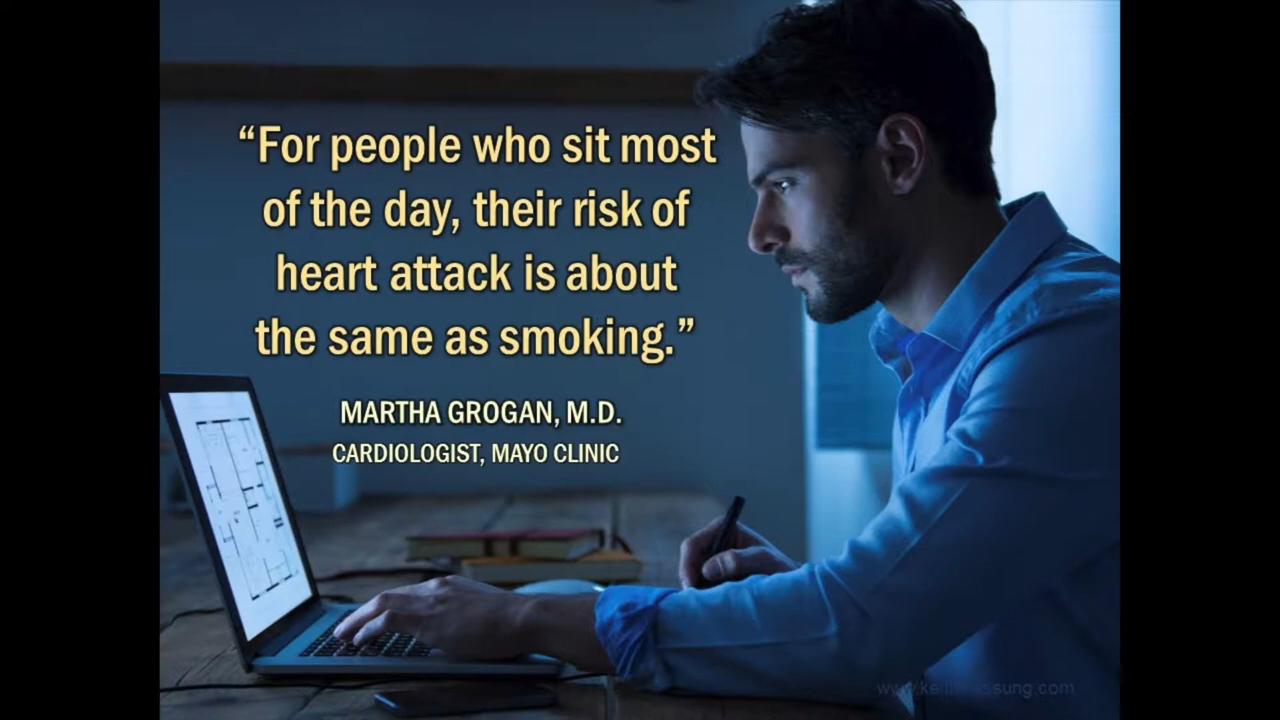 “For people who sit most
of the day, their risk of
heart attack is about
the same as smoking.”
MARTHA GROGAN, M.D.
CARDIOLOGIST, MAYO CLINIC